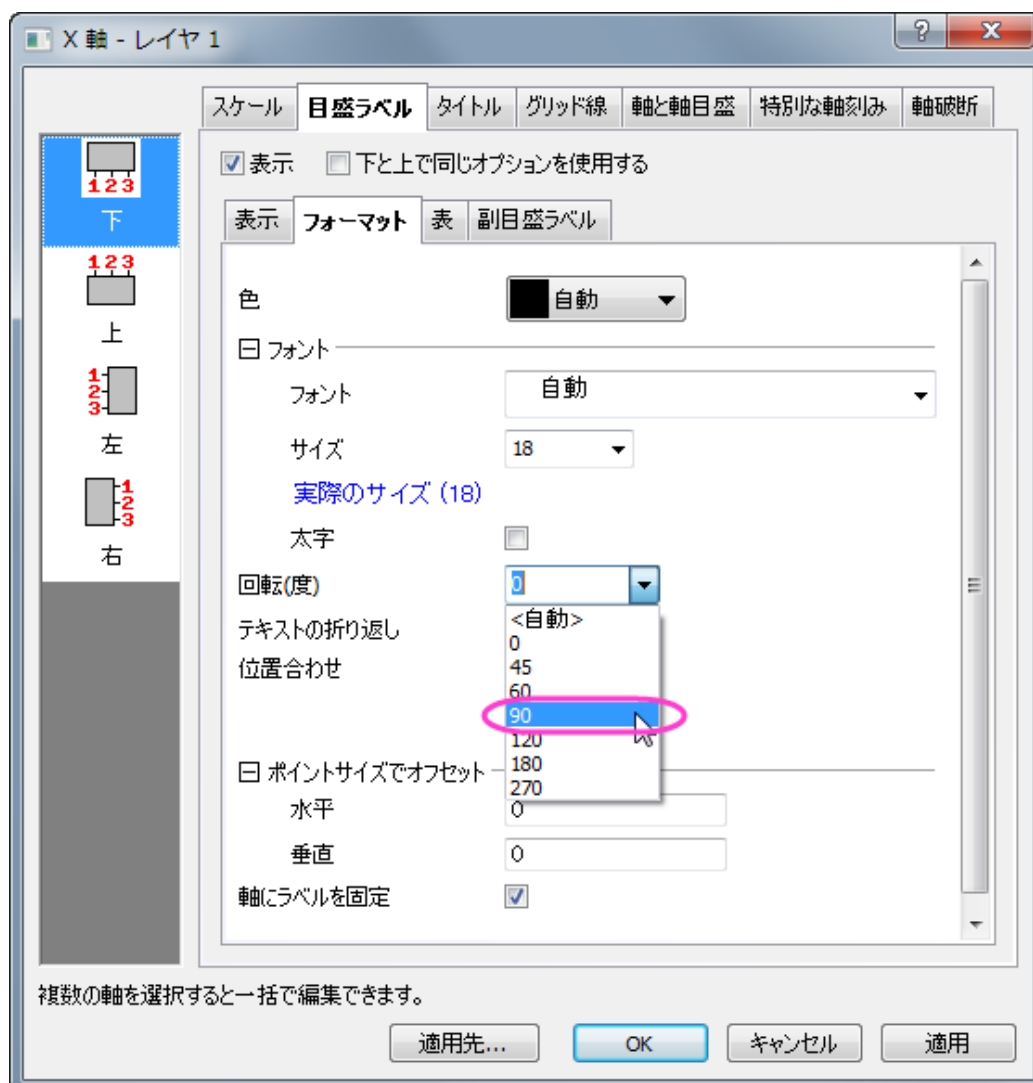 X 軸 - レイヤ 1
スケール 目盛ラベル タイトル グリッド線 軸と軸目盛 特別な軸刻み 軸破断
表示 下と上で同じオプションを使用する
表示 フォーマット 表 副目盛ラベル
1 2 3
下
1 2 3
上
1
2
3
左
1
2
3
右
色 自動
フォント
フォント 自動
サイズ 18
実際のサイズ (18)
太字
回転(度) 0
<自動>
0
45
60
90
120
180
270
テキストの折り返し
位置合わせ
ポイントサイズでオフセット
水平 0
垂直 0
軸にラベルを固定
複数の軸を選択すると一括で編集できます。
適用先... OK キャンセル 適用